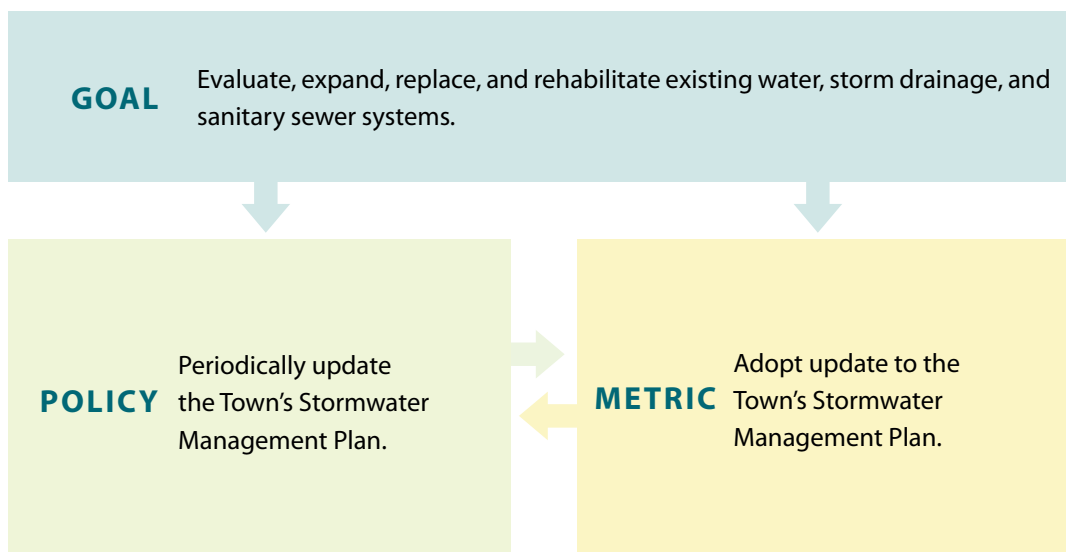 GOAL
Evaluate, expand, replace, and rehabilitate existing water, storm drainage, and
sanitary sewer systems.
POLICY
Periodically update
the Town’s Stormwater
Management Plan.
METRIC
Adopt update to the
Town’s Stormwater
Management Plan.